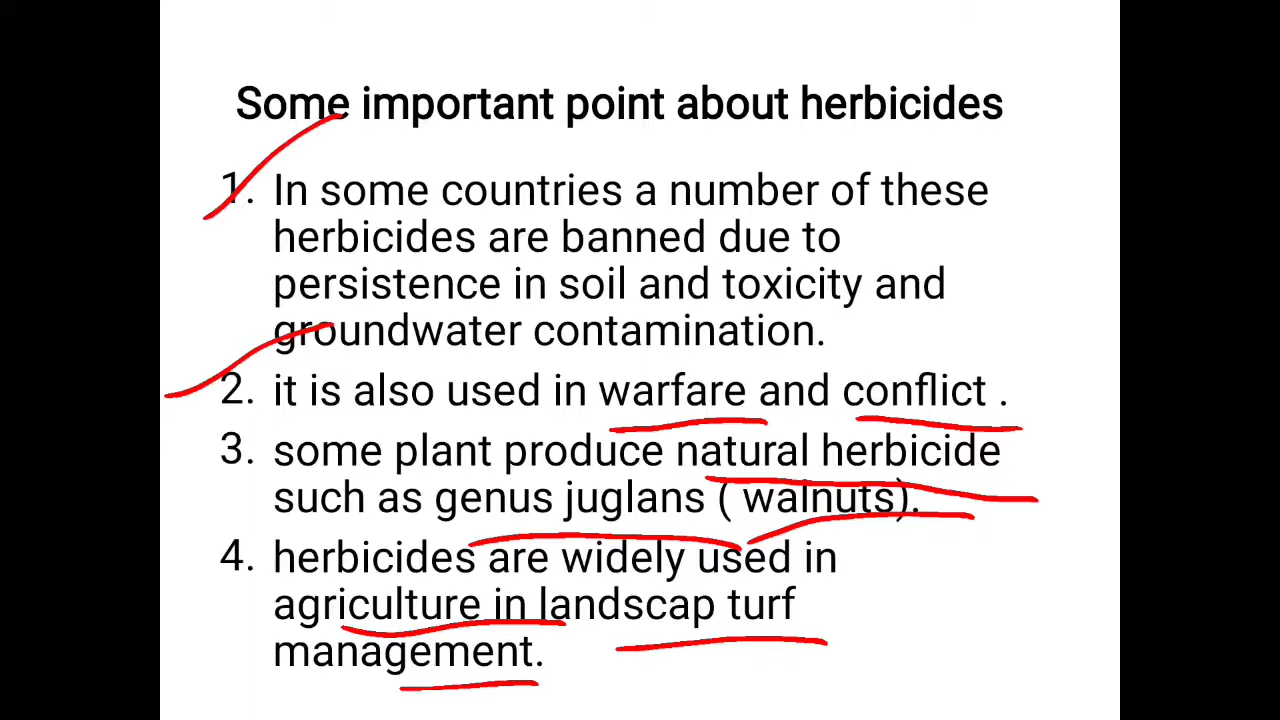 Some important point about herbicides
1. In some countries a number of these
herbicides are banned due to
persistence in soil and toxicity and
groundwater contamination.
2. it is also used in warfare and conflict .
3. some plant produce natural herbicide
such as genus juglans ( walnuts).
4. herbicides are widely used in
agriculture in landscap turf
management.